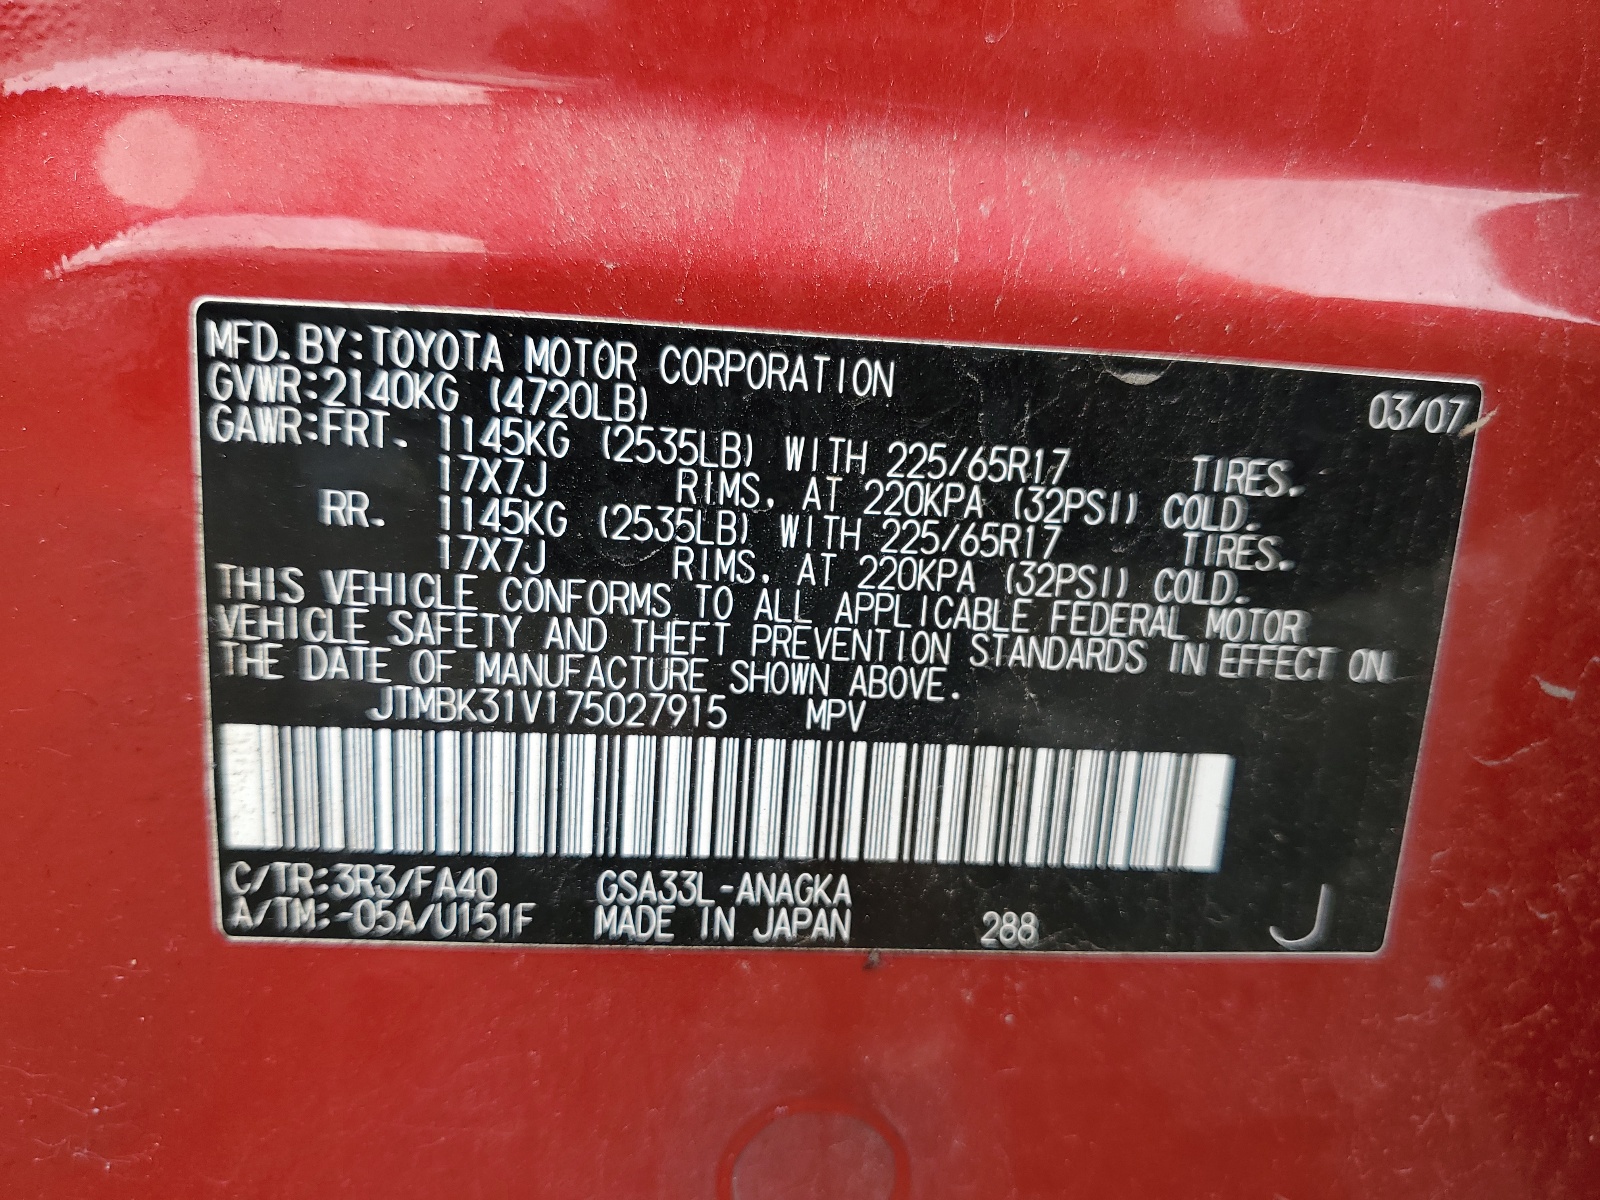 MFD.BY:TOYOTA MOTOR CORPORATION 03/07
GVWR:2140KG (4720LB)
GAWR:FRT. 1145KG (2535LB) WITH 225/65R17 TIRES.
17X7J RIMS, AT 220KPA (32PSI) COLD.
RR. 1145KG (2535LB) WITH 225/65R17 TIRES.
17X7J RIMS, AT 220KPA (32PSI) COLD.
THIS VEHICLE CONFORMS TO ALL APPLICABLE FEDERAL MOTOR
VEHICLE SAFETY AND THEFT PREVENTION STANDARDS IN EFFECT ON
THE DATE OF MANUFACTURE SHOWN ABOVE.
JTMBK31V175027915 MPV
C/TR:3R3/FA40 GSA33L-ANAGKA
A/TM:-05A/U151F MADE IN JAPAN 288 J